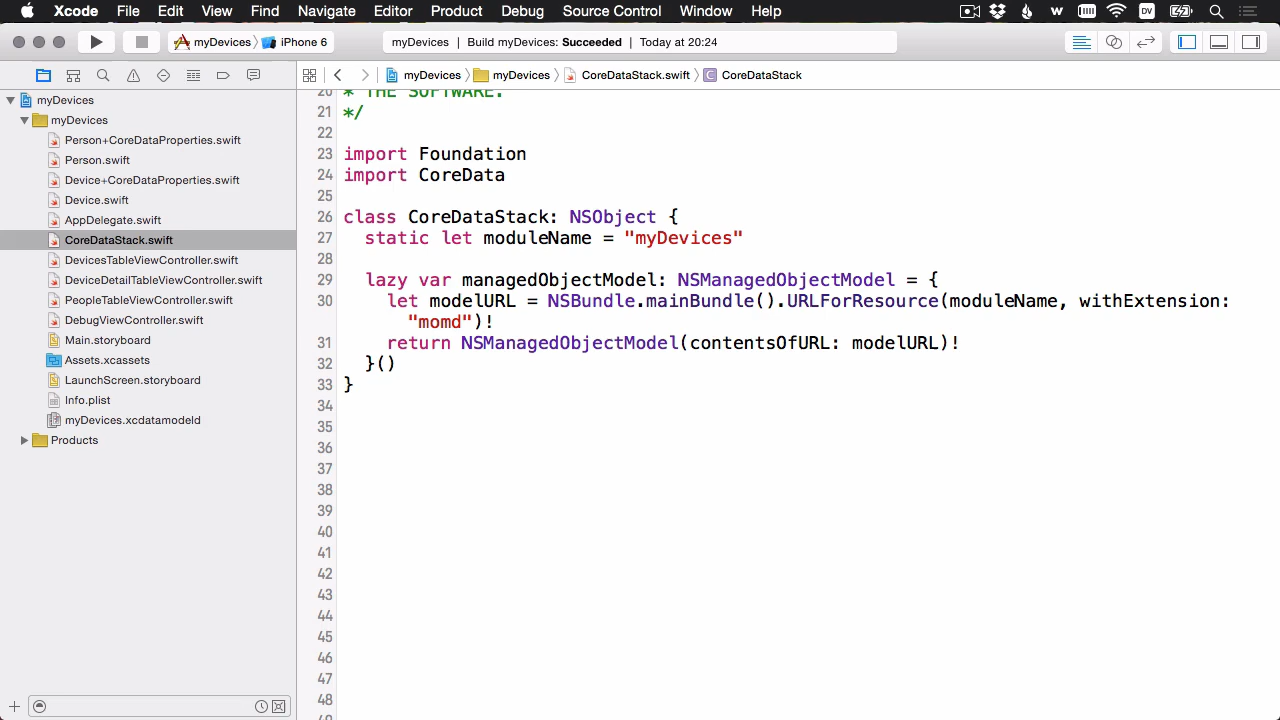 Xcode File Edit View Find Navigate Editor Product Debug Source Control Window Help
myDevices iPhone 6
myDevices | Build myDevices: Succeeded | Today at 20:24
myDevices myDevices CoreDataStack.swift CoreDataStack
myDevices
myDevices
Person+CoreDataProperties.swift
Person.swift
Device+CoreDataProperties.swift
Device.swift
AppDelegate.swift
CoreDataStack.swift
DevicesTableViewController.swift
DeviceDetailTableViewController.swift
PeopleTableViewController.swift
DebugViewController.swift
Main.storyboard
Assets.xcassets
LaunchScreen.storyboard
Info.plist
myDevices.xcdatamodeld
Products
20 * THE SOFTWARE.
21 */
22
23 import Foundation
24 import CoreData
25
26 class CoreDataStack: NSObject {
27 static let moduleName = "myDevices"
28
29 lazy var managedObjectModel: NSManagedObjectModel = {
30 let modelURL = NSBundle.mainBundle().URLForResource(moduleName, withExtension:
"momd")!
31 return NSManagedObjectModel(contentsOfURL: modelURL)!
32 }()
33 }
34
35
36
37
38
39
40
41
42
43
44
45
46
47
48